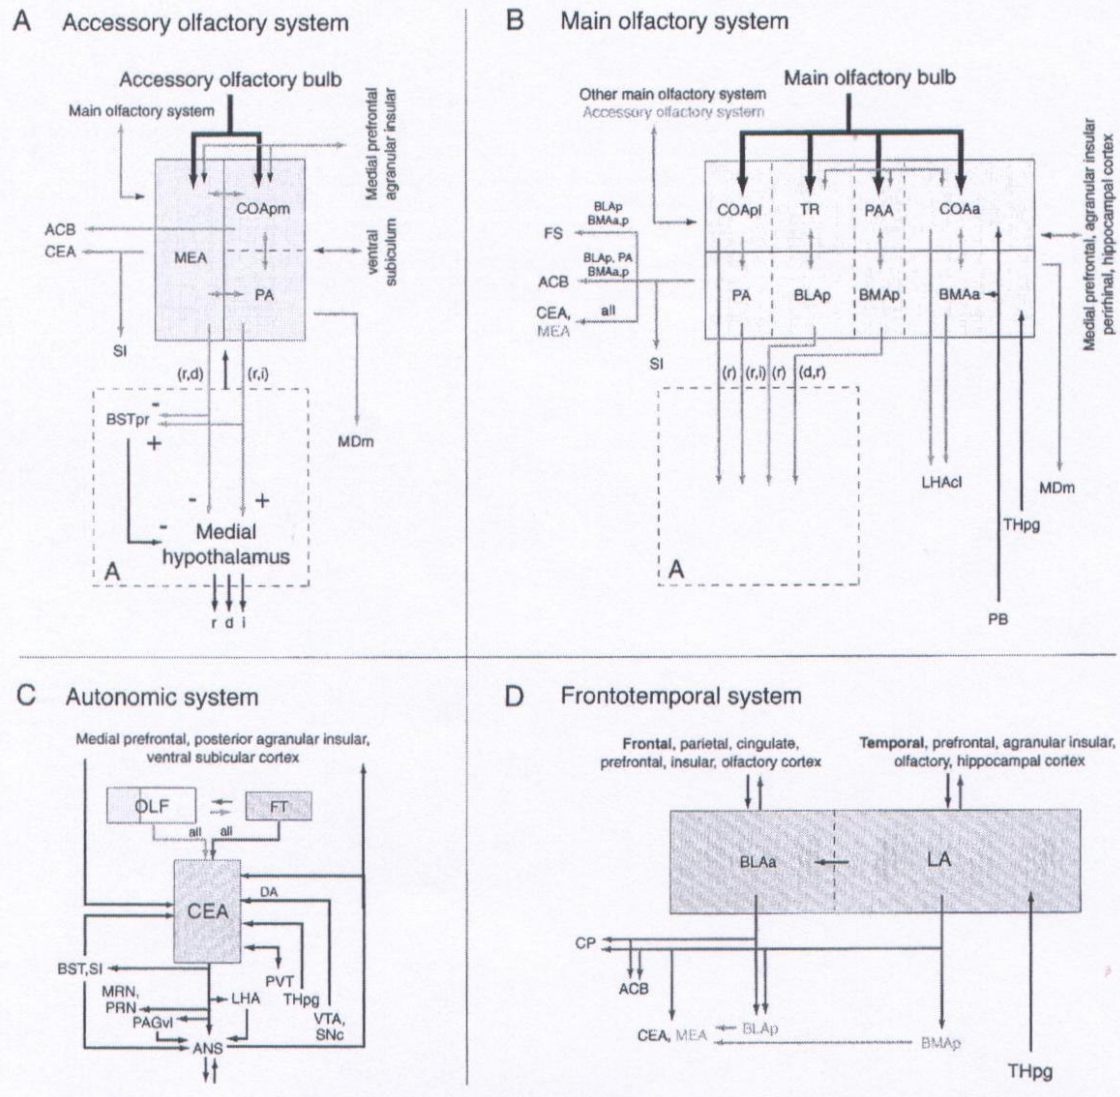 A Accessory olfactory system
Accessory olfactory bulb
Main olfactory system
Medial prefrontal
agranular insular
COApm
ACB
CEA
MEA
ventral
subiculum
PA
SI
(r,d)
(r,i)
BSTpr
-
+
MDm
-
+
-
Medial
hypothalamus
A
r d i
B Main olfactory system
Main olfactory bulb
Other main olfactory system
Accessory olfactory system
Medial prefrontal, agranular insular
perirhinal, hippocampal cortex
BLAp
BMAa,p
COApl
TR
PAA
COAa
FS
BLAp, PA
BMAa,p
ACB
PA
BLAp
BMAp
BMAa
CEA,
MEA
all
SI
(r)
(r,i)
(r)
(d,r)
LHAcl
MDm
THpg
A
PB
C Autonomic system
Medial prefrontal, posterior agranular insular,
ventral subicular cortex
OLF
FT
all
all
CEA
DA
BST,SI
PVT
MRN,
PRN
LHA
THpg
PAGvl
VTA,
SNc
ANS
D Frontotemporal system
Frontal, parietal, cingulate,
prefrontal, insular, olfactory cortex
Temporal, prefrontal, agranular insular,
olfactory, hippocampal cortex
BLAa
LA
CP
ACB
CEA, MEA
BLAp
BMAp
THpg